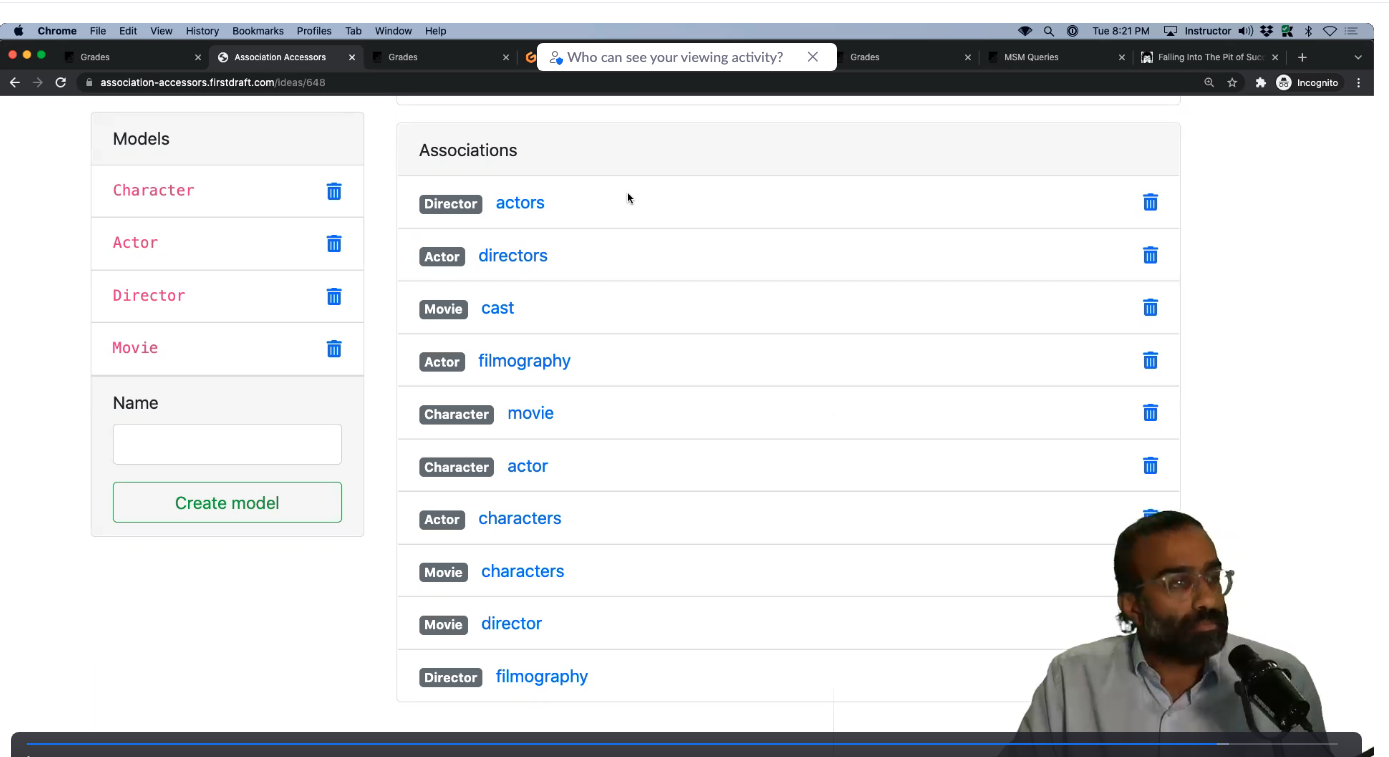 Chrome File Edit View History Bookmarks Profiles Tab Window Help Tue 8:21 PM Instructor
Grades Association Accessors Grades Who can see your viewing activity? Grades MSM Queries Falling Into The Pit of Suc
association-accessors.firstdraft.com/ideas/648 Incognito
Models
Character
Actor
Director
Movie
Name
Create model
Associations
Director actors
Actor directors
Movie cast
Actor filmography
Character movie
Character actor
Actor characters
Movie characters
Movie director
Director filmography